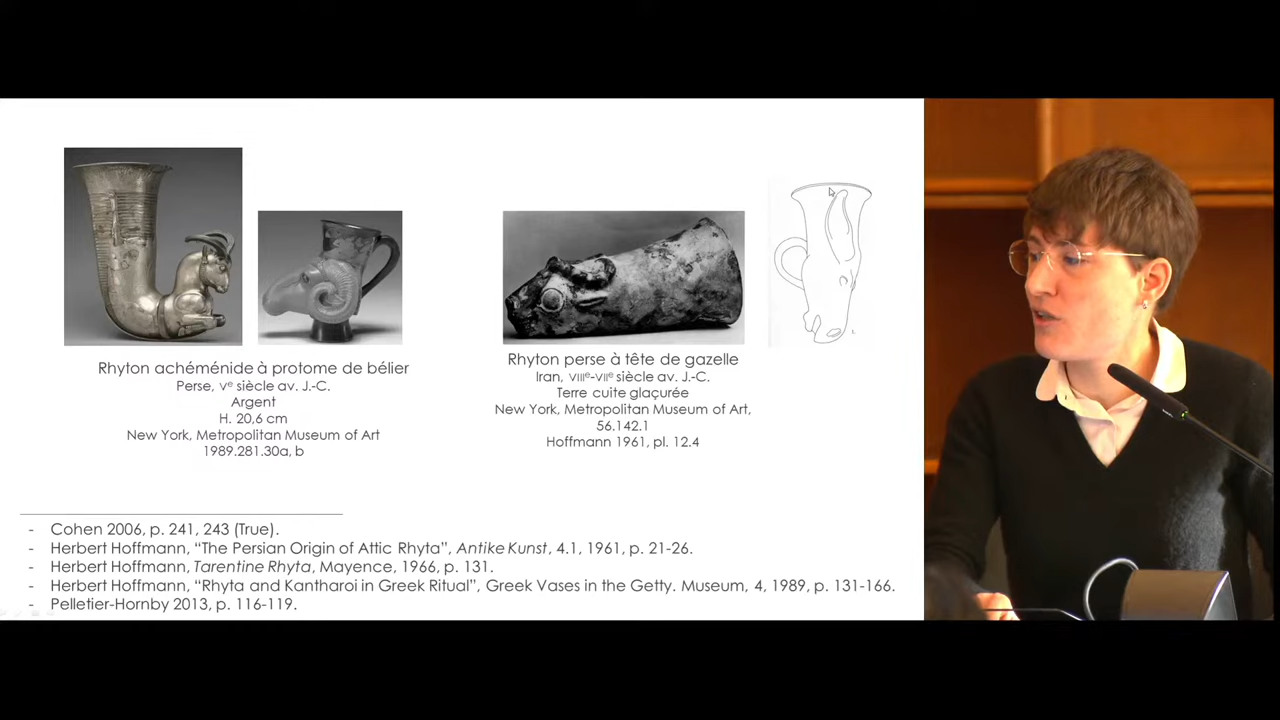 Rhyton achéménide à protome de bélier
Perse, Vᵉ siècle av. J.-C.
Argent
H. 20,6 cm
New York, Metropolitan Museum of Art
1989.281.30a, b
Rhyton perse à tête de gazelle
Iran, VIIIᵉ-VIIᵉ siècle av. J.-C.
Terre cuite glaçurée
New York, Metropolitan Museum of Art,
56.142.1
Hoffmann 1961, pl. 12.4
- Cohen 2006, p. 241, 243 (True).
- Herbert Hoffmann, “The Persian Origin of Attic Rhyta”, Antike Kunst, 4.1, 1961, p. 21-26.
- Herbert Hoffmann, Tarentine Rhyta, Mayence, 1966, p. 131.
- Herbert Hoffmann, “Rhyta and Kantharoi in Greek Ritual”, Greek Vases in the Getty. Museum, 4, 1989, p. 131-166.
- Pelletier-Hornby 2013, p. 116-119.